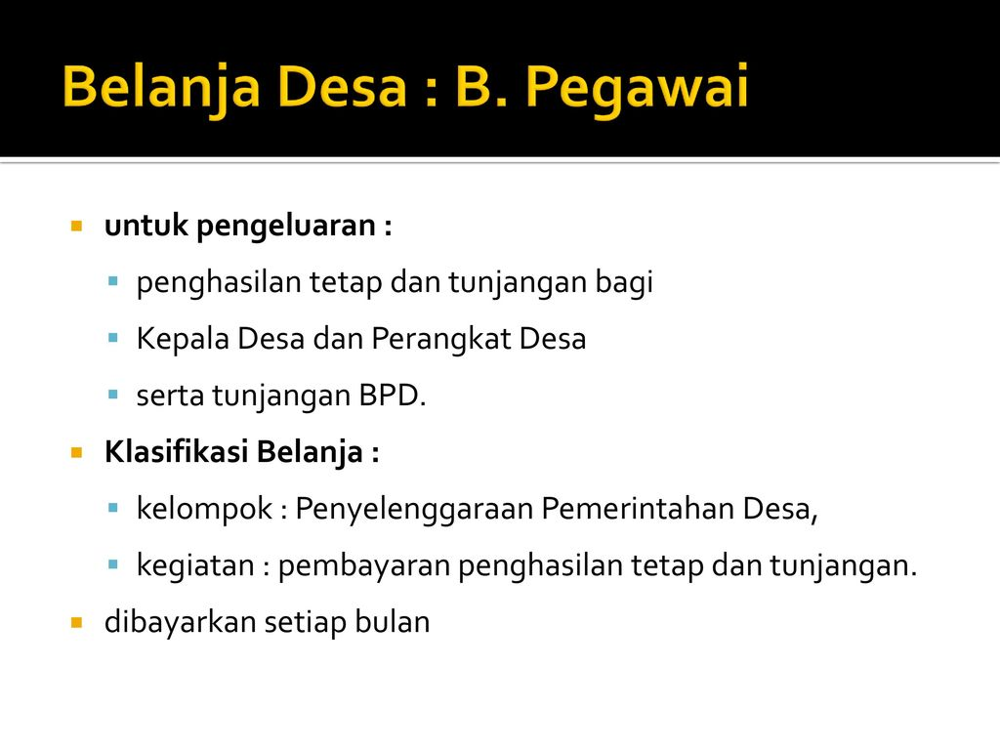 Belanja Desa : B. Pegawai
untuk pengeluaran :
penghasilan tetap dan tunjangan bagi
Kepala Desa dan Perangkat Desa
serta tunjangan BPD.
Klasifikasi Belanja :
kelompok : Penyelenggaraan Pemerintahan Desa,
kegiatan : pembayaran penghasilan tetap dan tunjangan.
dibayarkan setiap bulan